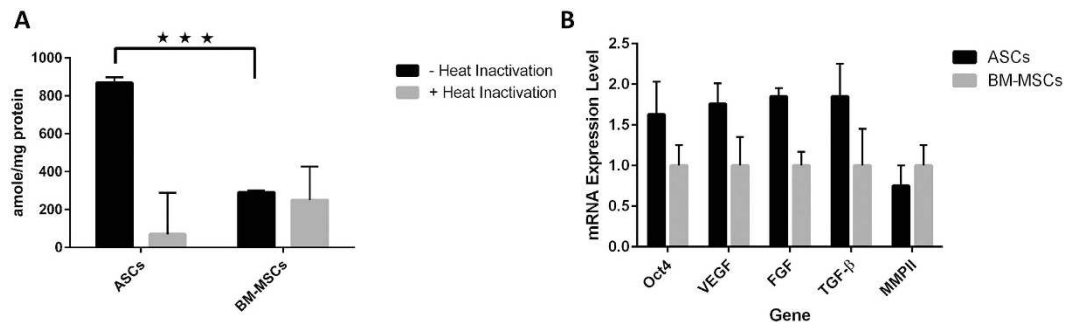 A
★ ★ ★
amole/mg protein
1000
800
600
400
200
0
ASCs
BM-MSCs
- Heat Inactivation
+ Heat Inactivation
B
mRNA Expression Level
2.5
2.0
1.5
1.0
0.5
0.0
Oct4
VEGF
FGF
TGF-β
MMPII
Gene
ASCs
BM-MSCs